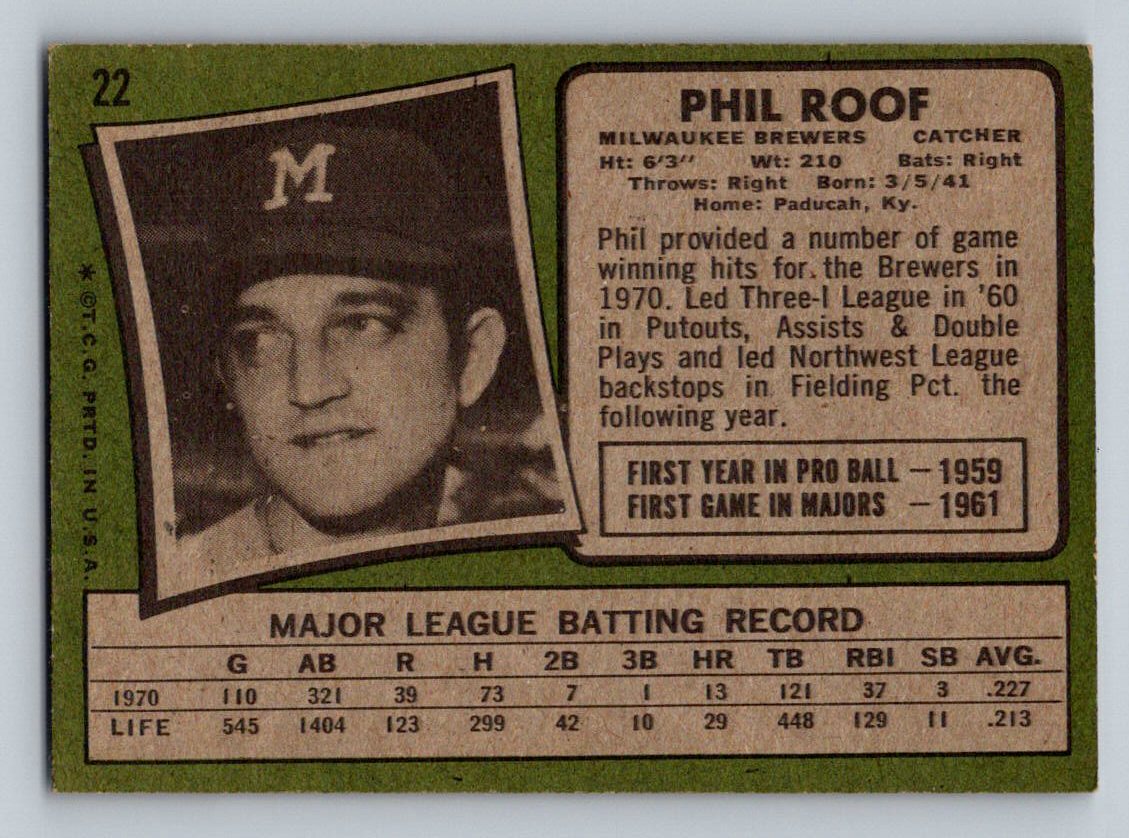 22
M
* ©T.C.G. PRTD. IN U.S.A.
PHIL ROOF
MILWAUKEE BREWERS CATCHER
Ht: 6'3" Wt: 210 Bats: Right
Throws: Right Born: 3/5/41
Home: Paducah, Ky.
Phil provided a number of game
winning hits for. the Brewers in
1970. Led Three-I League in '60
in Putouts, Assists & Double
Plays and led Northwest League
backstops in Fielding Pct. the
following year.
FIRST YEAR IN PRO BALL — 1959
FIRST GAME IN MAJORS — 1961
MAJOR LEAGUE BATTING RECORD
G AB R H 2B 3B HR TB RBI SB AVG.
1970 110 321 39 73 7 1 13 121 37 3 .227
LIFE 545 1404 123 299 42 10 29 448 129 11 .213